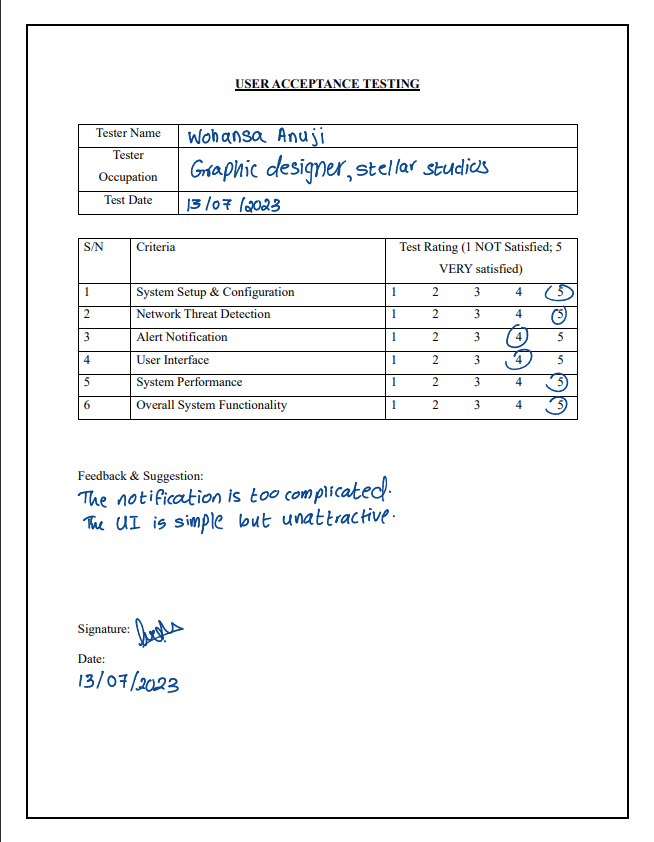 USER ACCEPTANCE TESTING
Tester Name Wohansa Anuji
Tester Occupation Graphic designer, stellar studios
Test Date 13/07/2023
S/N Criteria Test Rating (1 NOT Satisfied; 5 VERY satisfied)
1 System Setup & Configuration 1 2 3 4 5
2 Network Threat Detection 1 2 3 4 5
3 Alert Notification 1 2 3 4 5
4 User Interface 1 2 3 4 5
5 System Performance 1 2 3 4 5
6 Overall System Functionality 1 2 3 4 5
Feedback & Suggestion:
The notification is too complicated.
The UI is simple but unattractive.
Signature:
Date:
13/07/2023